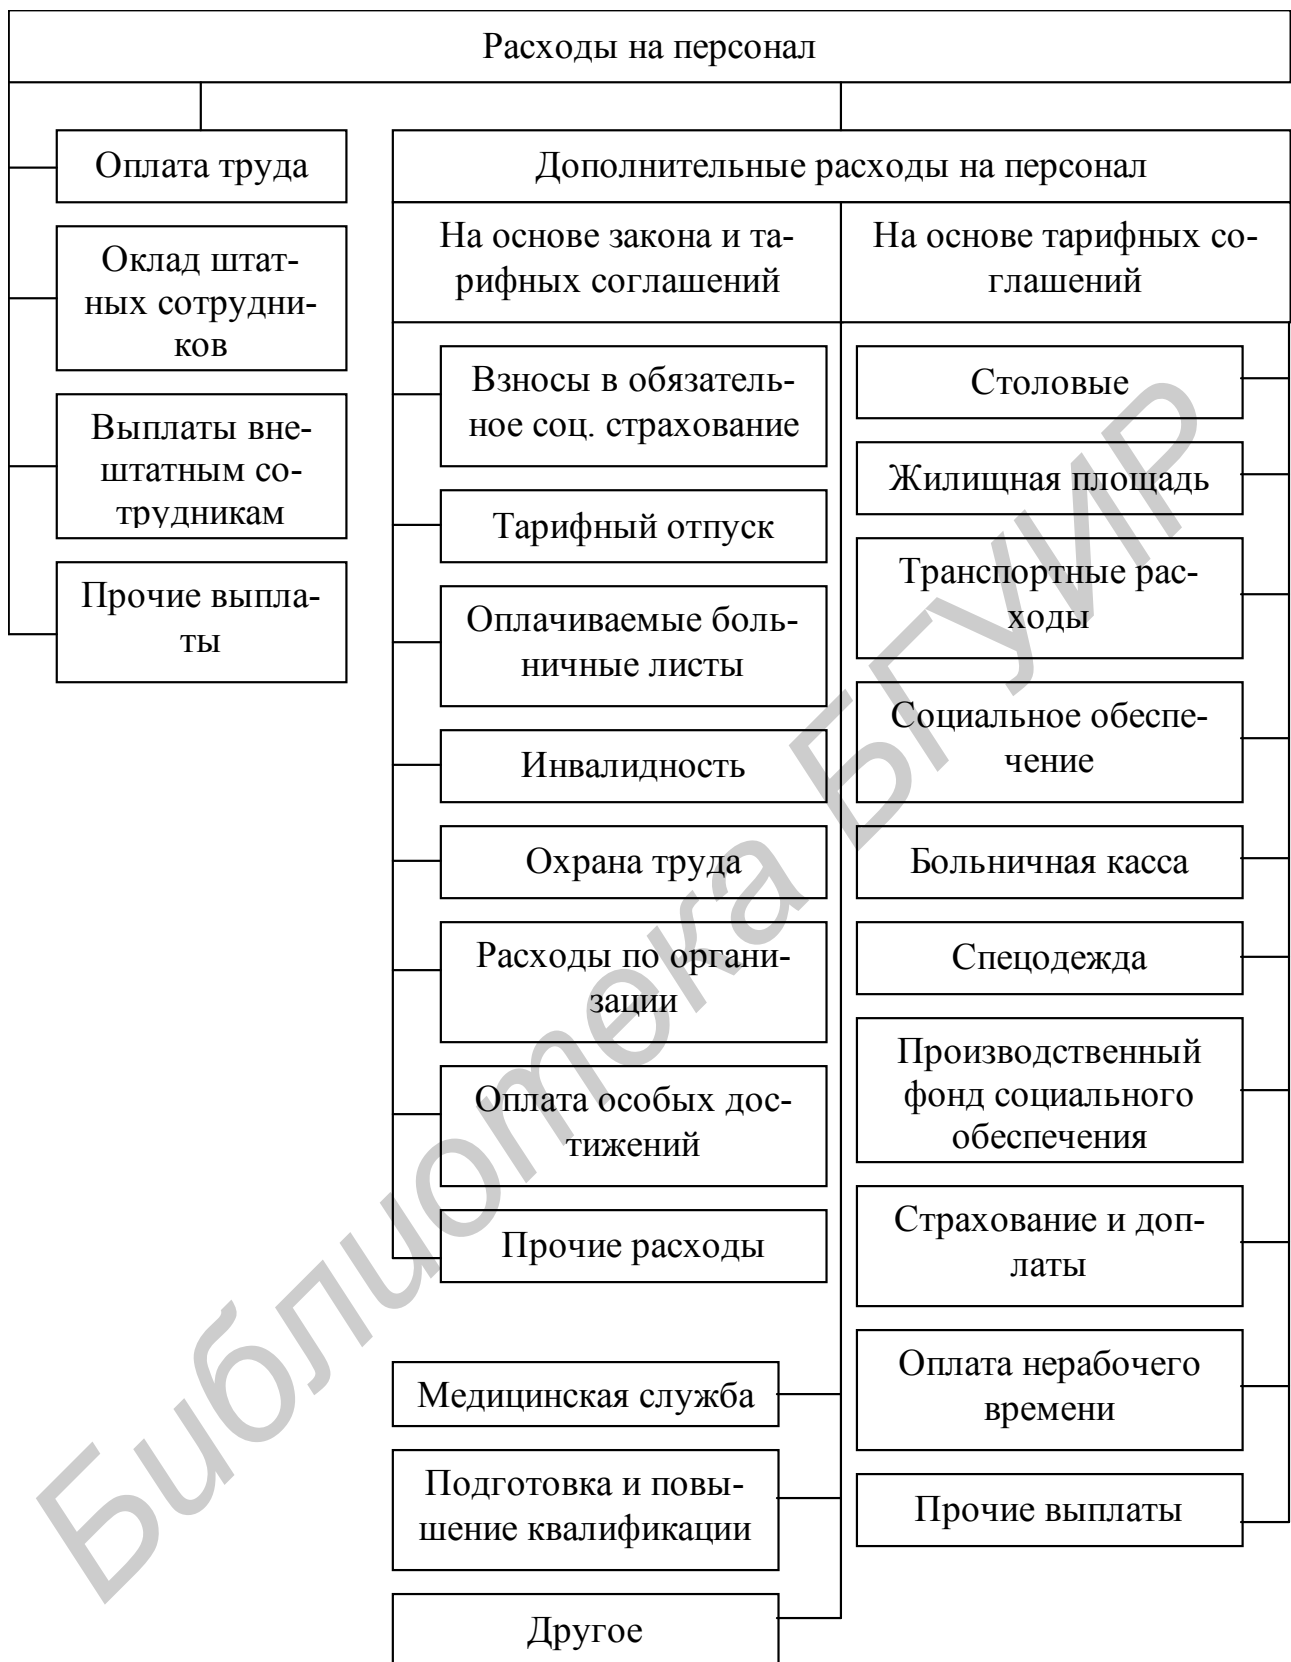 Расходы на персонал
Оплата труда
Оклад штат-
ных сотрудни-
ков
Выплаты вне-
штатным со-
трудникам
Прочие выпла-
ты
Дополнительные расходы на персонал
На основе закона и та-
рифных соглашений
Взносы в обязатель-
ное соц. страхование
Тарифный отпуск
Оплачиваемые боль-
ничные листы
Инвалидность
Охрана труда
Расходы по органи-
зации
Оплата особых дос-
тижений
Прочие расходы
Медицинская служба
Подготовка и повы-
шение квалификации
Другое
На основе тарифных со-
глашений
Столовые
Жилищная площадь
Транспортные рас-
ходы
Социальное обеспе-
чение
Больничная касса
Спецодежда
Производственный
фонд социального
обеспечения
Страхование и доп-
латы
Оплата нерабочего
времени
Прочие выплаты
Библиотека БГУИР